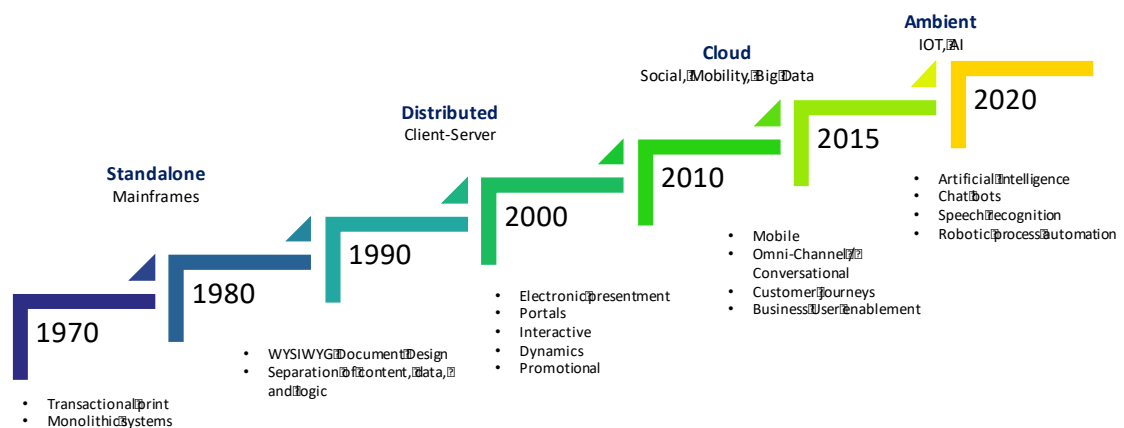 Ambient
IOT, AI
Cloud
Social, Mobility, Big Data
2020
Distributed
Client-Server
2015
Standalone
Mainframes
2010
• Artificial Intelligence
• Chat bots
• Speech recognition
• Robotic process automation
2000
• Mobile
• Omni-Channel /
Conversational
• Customer journeys
• Business User enablement
1990
1980
• Electronic presentment
• Portals
• Interactive
• Dynamics
• Promotional
1970
• WYSIWYG Document Design
• Separation of content, data,
and logic
• Transactional print
• Monolithic systems